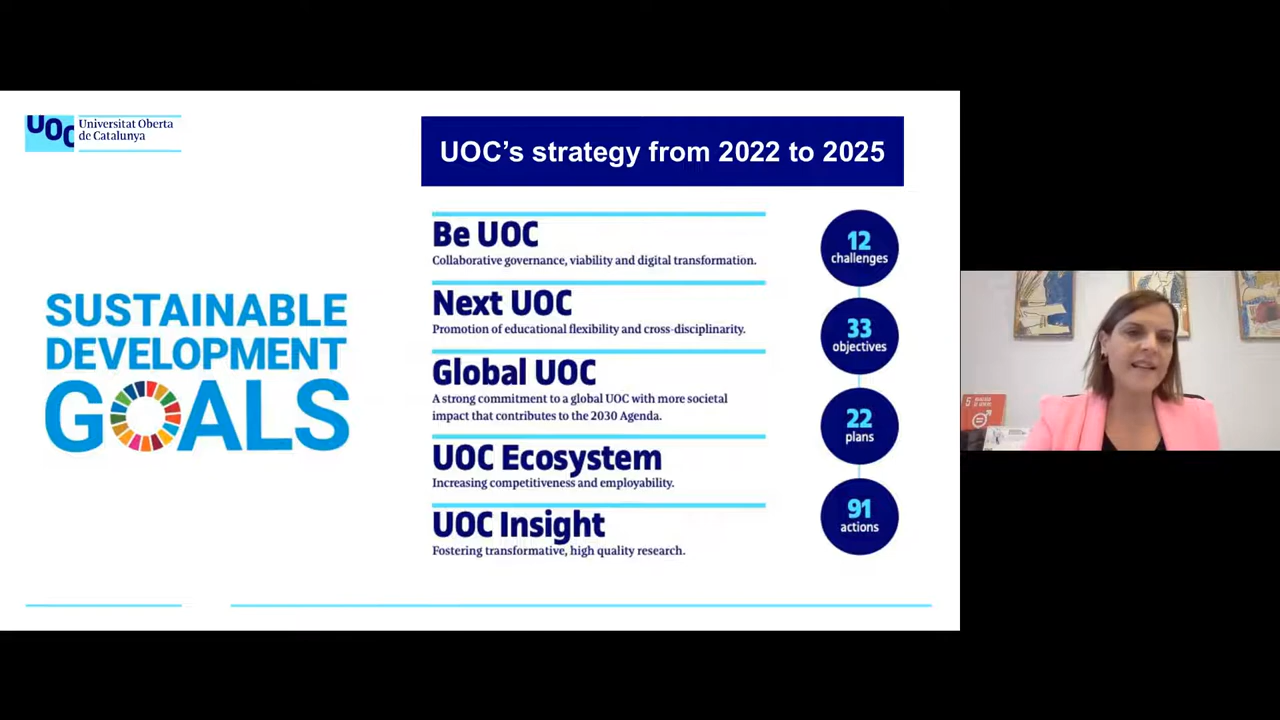 UOC
Universitat Oberta
de Catalunya
UOC’s strategy from 2022 to 2025
SUSTAINABLE
DEVELOPMENT
GOALS
Be UOC
Collaborative governance, viability and digital transformation.
Next UOC
Promotion of educational flexibility and cross-disciplinarity.
Global UOC
A strong commitment to a global UOC with more societal
impact that contributes to the 2030 Agenda.
UOC Ecosystem
Increasing competitiveness and employability.
UOC Insight
Fostering transformative, high quality research.
12
challenges
33
objectives
22
plans
91
actions
5